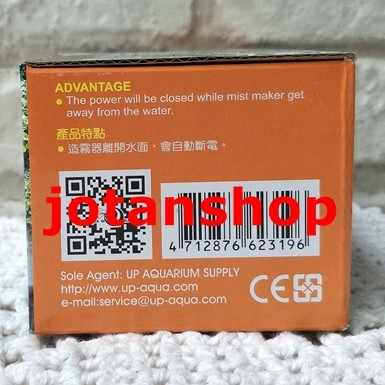 ADVANTAGE
• The power will be closed while mist maker get
away from the water.
產品特點
• 造霧器離開水面，會自動斷電。
jotanshop
4 712876 623196
Sole Agent: UP AQUARIUM SUPPLY
http://www.up-aqua.com
e-mail:service@up-aqua.com
CE